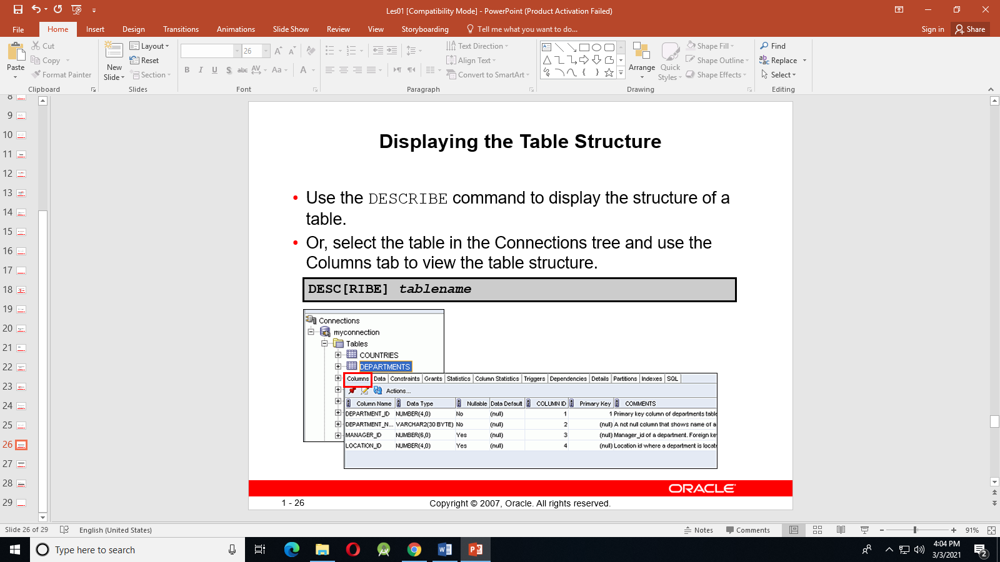 Les01 [Compatibility Mode] - PowerPoint (Product Activation Failed)
File Home Insert Design Transitions Animations Slide Show Review View Storyboarding Tell me what you want to do... Sign in Share
Paste
Cut
Copy
Format Painter
Clipboard
New Slide
Layout
Reset
Section
Slides
26
B I U S abc AV Aa A
Font
Text Direction
Align Text
Convert to SmartArt
Paragraph
Arrange
Quick Styles
Shape Fill
Shape Outline
Shape Effects
Drawing
Find
Replace
Select
Editing
8
9
10
11
12
13
14
15
16
17
18
19
20
21
22
23
24
25
26
27
28
29
Displaying the Table Structure
• Use the DESCRIBE command to display the structure of a
table.
• Or, select the table in the Connections tree and use the
Columns tab to view the table structure.
DESC[RIBE] tablename
Connections
myconnection
Tables
COUNTRIES
DEPARTMENTS
Columns Data Constraints Grants Statistics Column Statistics Triggers Dependencies Details Partitions Indexes SQL
Actions...
Column Name Data Type Nullable Data Default COLUMN ID Primary Key COMMENTS
DEPARTMENT_ID NUMBER(4,0) No (null) 1 1 Primary key column of departments table
DEPARTMENT_N... VARCHAR2(30 BYTE) No (null) 2 (null) A not null column that shows name of a
MANAGER_ID NUMBER(6,0) Yes (null) 3 (null) Manager_id of a department. Foreign key
LOCATION_ID NUMBER(4,0) Yes (null) 4 (null) Location id where a department is locate
ORACLE
1 - 26 Copyright © 2007, Oracle. All rights reserved.
Slide 26 of 29 English (United States) Notes Comments 91%
Type here to search
4:04 PM
3/3/2021
2